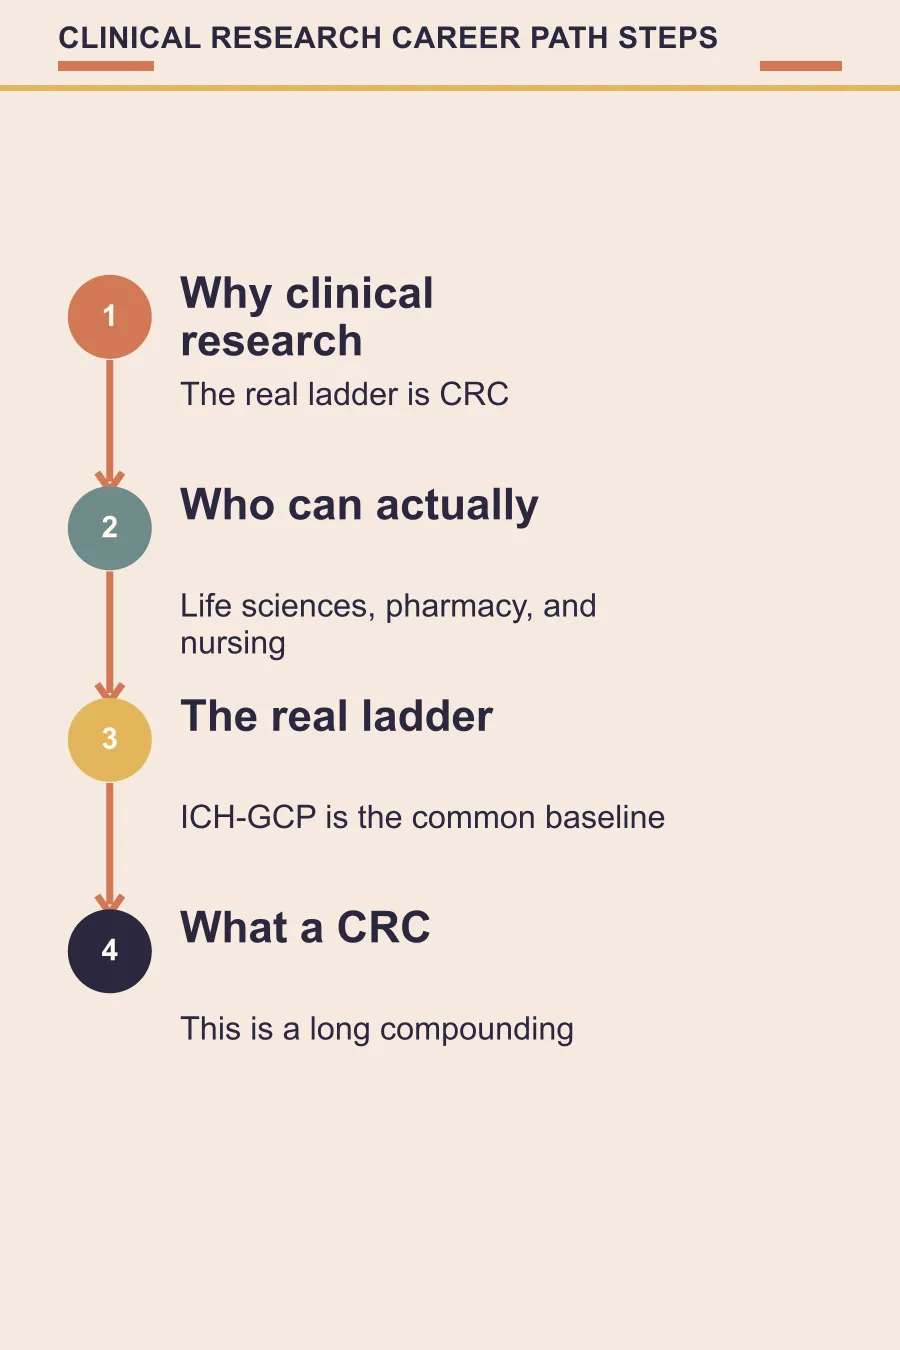 CLINICAL RESEARCH CAREER PATH STEPS
1
Why clinical
research
The real ladder is CRC
2
Who can actually
Life sciences, pharmacy, and
nursing
3
The real ladder
ICH-GCP is the common baseline
4
What a CRC
This is a long compounding